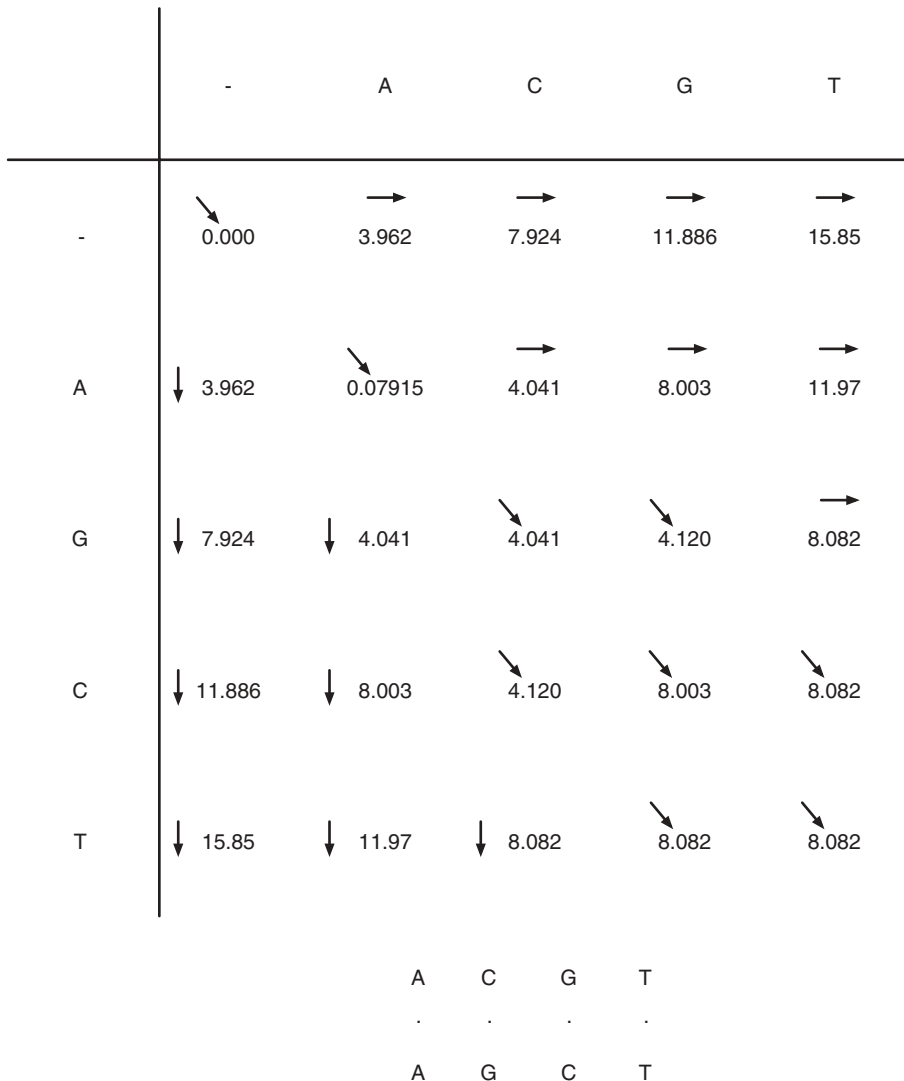 - A C G T
- 0.000 3.962 7.924 11.886 15.85
A 3.962 0.07915 4.041 8.003 11.97
G 7.924 4.041 4.041 4.120 8.082
C 11.886 8.003 4.120 8.003 8.082
T 15.85 11.97 8.082 8.082 8.082
A C G T
. . . .
A G C T